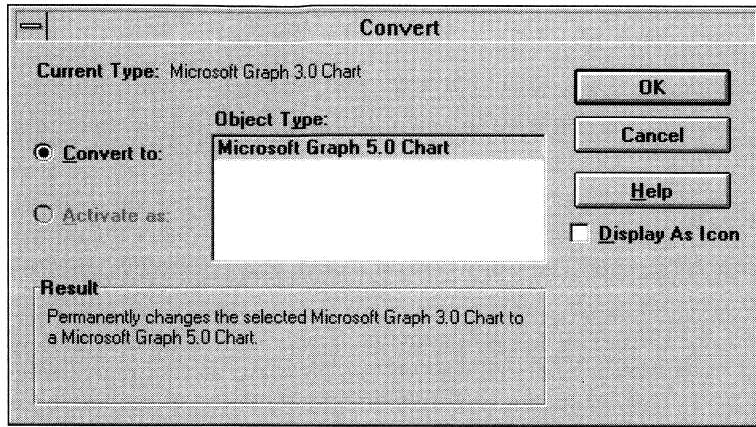 Convert
Current Type: Microsoft Graph 3.0 Chart
Object Type:
Convert to:
Microsoft Graph 5.0 Chart
Activate as:
OK
Cancel
Help
Display As Icon
Result
Permanently changes the selected Microsoft Graph 3.0 Chart to
a Microsoft Graph 5.0 Chart.